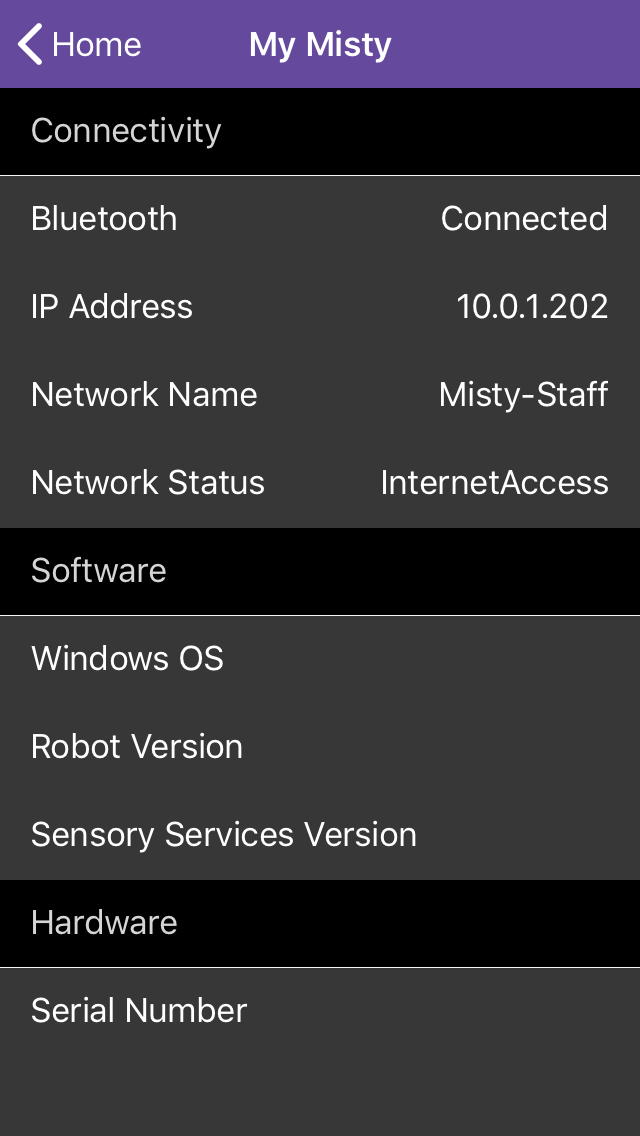 Home My Misty
Connectivity
Bluetooth Connected
IP Address 10.0.1.202
Network Name Misty-Staff
Network Status InternetAccess
Software
Windows OS
Robot Version
Sensory Services Version
Hardware
Serial Number